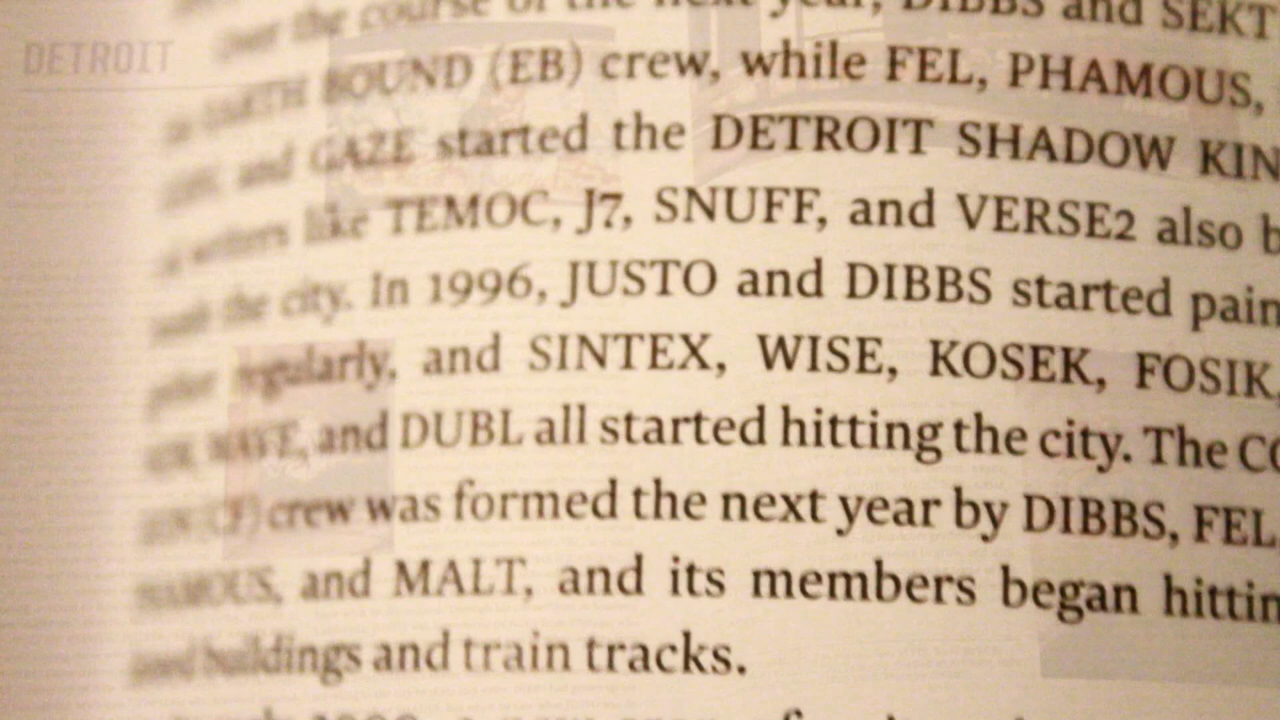 DETROIT
over the course of the next year, DIBBS and SEKT
EARTH BOUND (EB) crew, while FEL, PHAMOUS,
and GAZE started the DETROIT SHADOW KIN
writers like TEMOC, J7, SNUFF, and VERSE2 also b
the city. In 1996, JUSTO and DIBBS started pain
regularly, and SINTEX, WISE, KOSEK, FOSIK,
and DUBL all started hitting the city. The CO
(CF) crew was formed the next year by DIBBS, FEL
and MALT, and its members began hittin
buildings and train tracks.